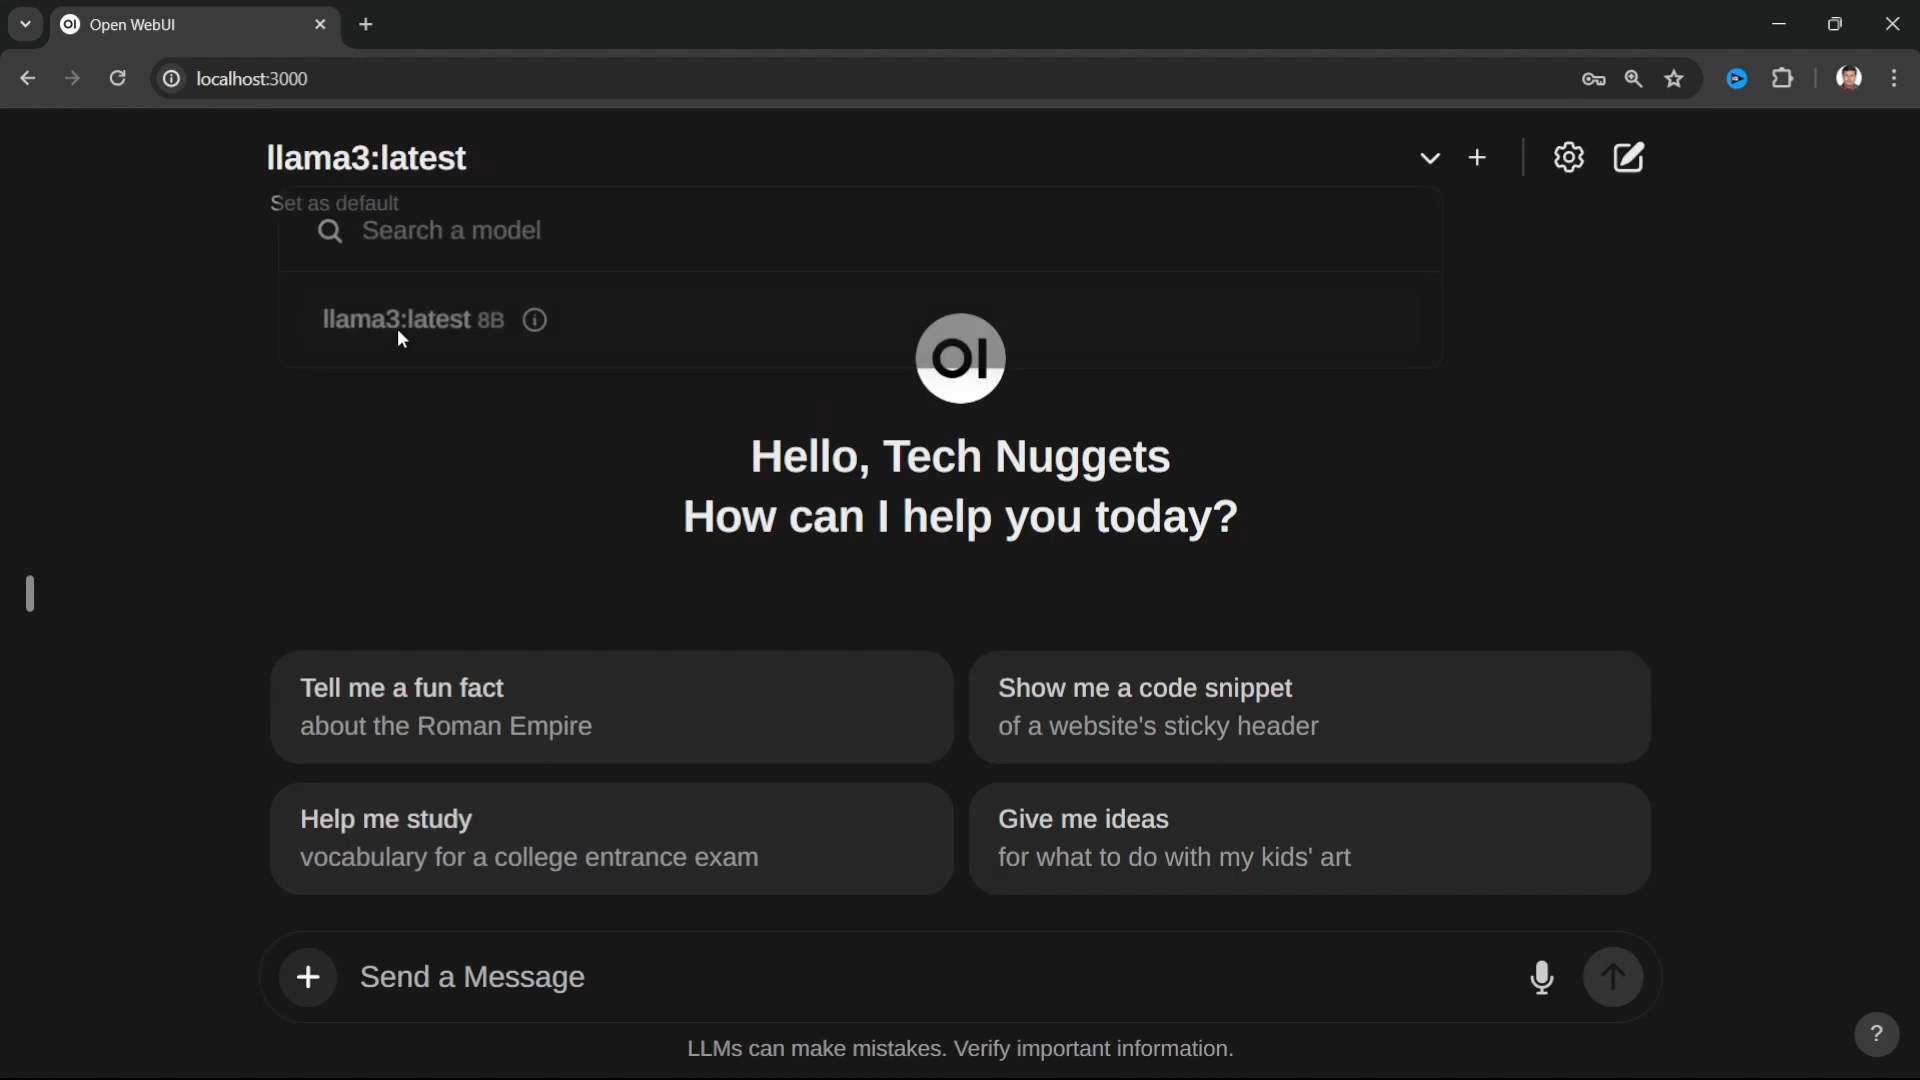 Open WebUI
localhost:3000
llama3:latest
Set as default
Search a model
llama3:latest 8B
OI
Hello, Tech Nuggets
How can I help you today?
Tell me a fun fact
about the Roman Empire
Show me a code snippet
of a website's sticky header
Help me study
vocabulary for a college entrance exam
Give me ideas
for what to do with my kids' art
Send a Message
LLMs can make mistakes. Verify important information.
?